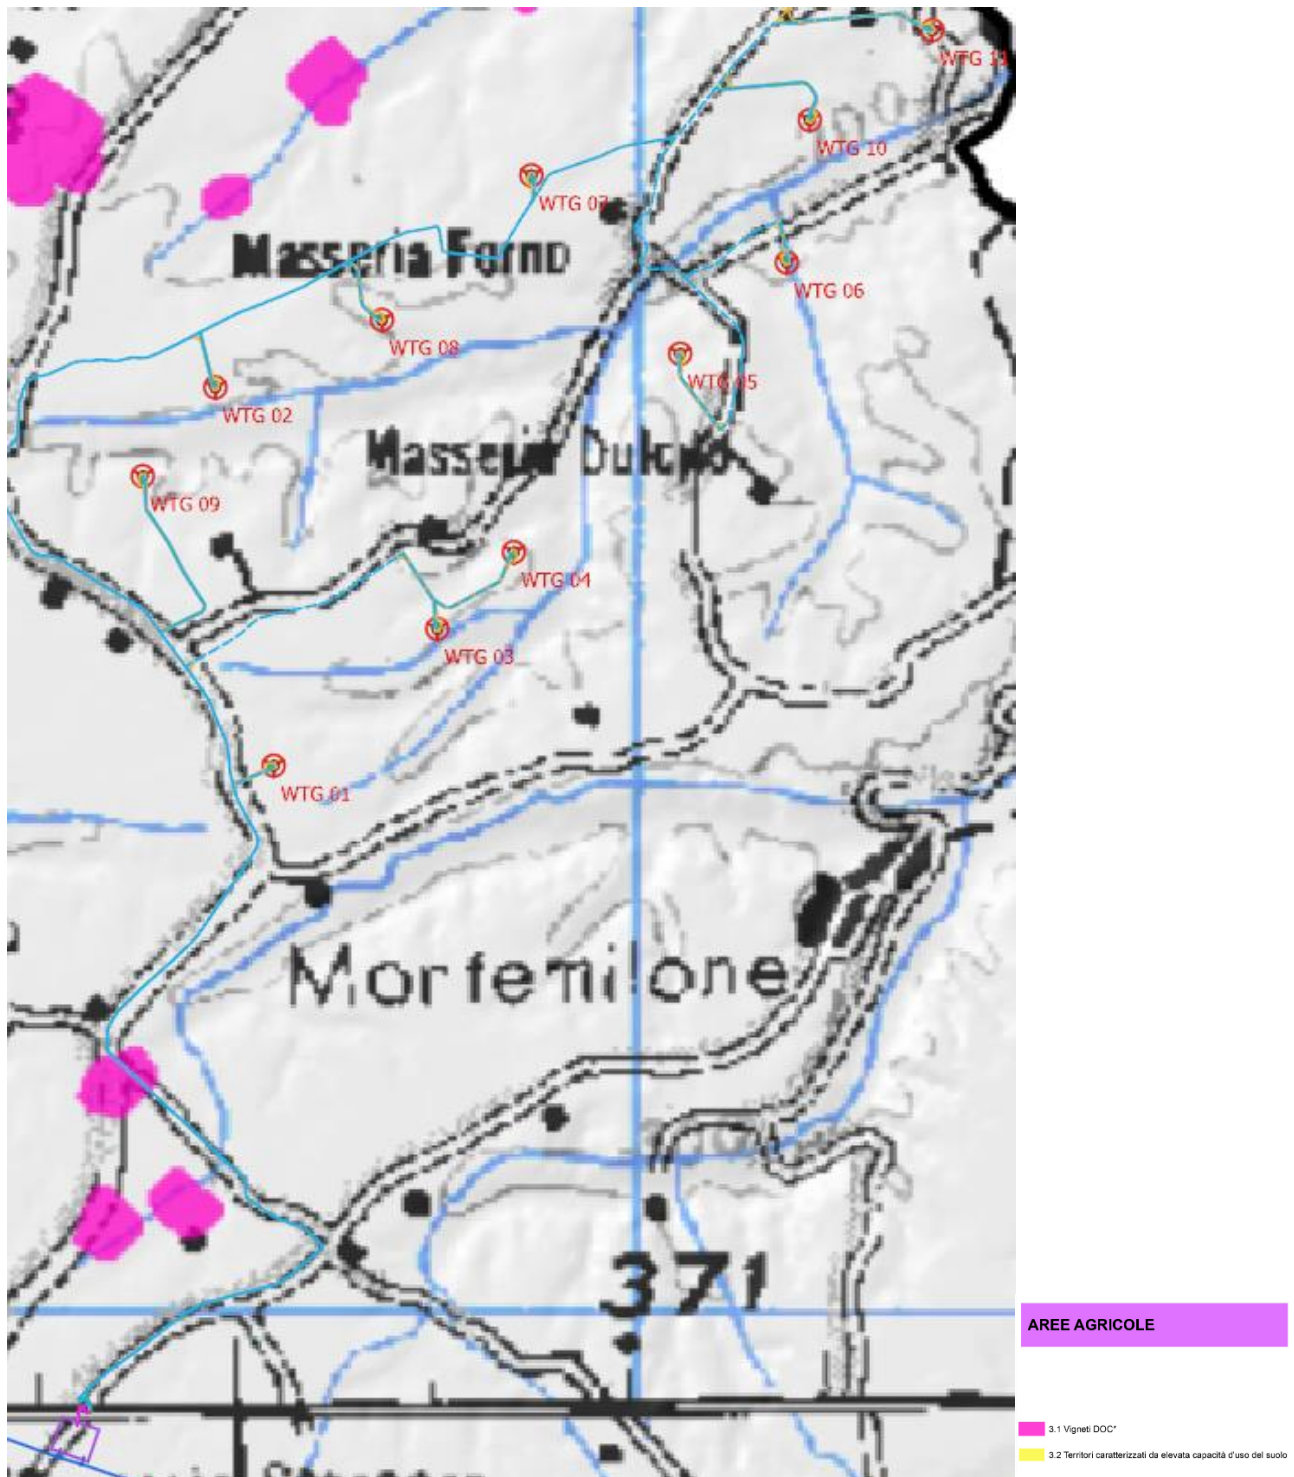 WTG 11
WTG 10
WTG 07
Masseria Forno
WTG 06
WTG 08
WTG 05
WTG 02
Masseria
WTG 09
WTG 04
WTG 03
WTG 01
371
AREE AGRICOLE
3.1 Vigneti DOC*
3.2 Territori caratterizzati da elevata capacità d'uso del suolo